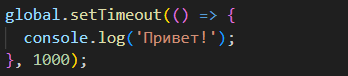 global.setTimeout(() => {
  console.log('Привет!');
}, 1000);